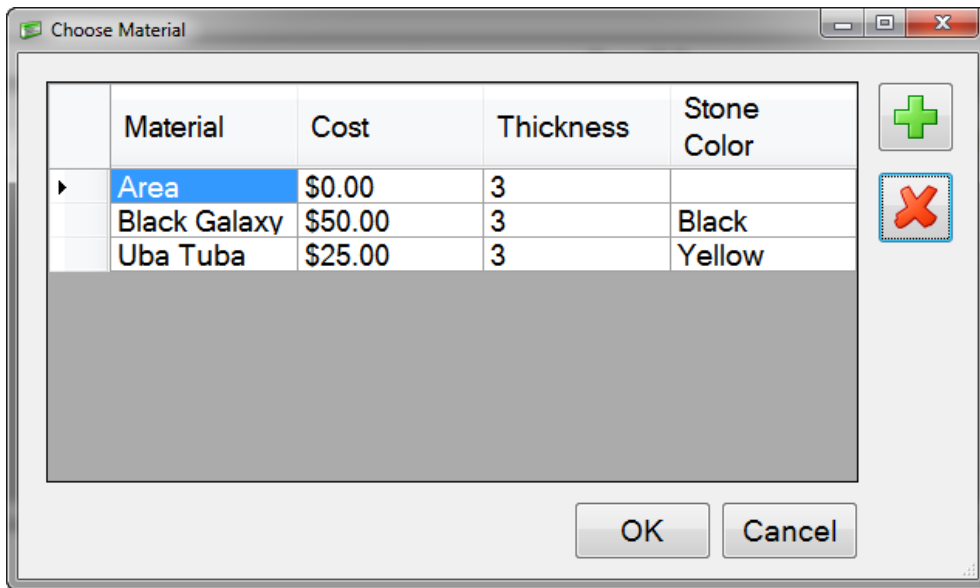 Choose Material
Material Cost Thickness Stone Color
Area $0.00 3
Black Galaxy $50.00 3 Black
Uba Tuba $25.00 3 Yellow
OK Cancel